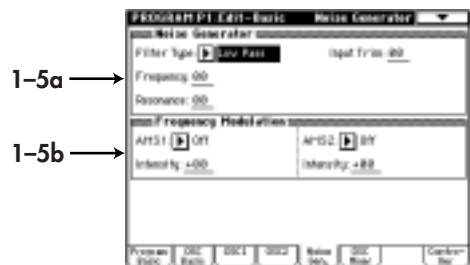 PROGRAM P1 Edit-Basic Noise Generator
Noise Generator
Filter Type: Low Pass Input Trim: 00
1–5a
Frequency: 00
Resonance: 00
Frequency Modulation
1–5b
AMS1: Off AMS2: Off
Intensity: +00 Intensity: +00
Program Basic OSC Basic OSC1 OSC2 Noise Gen. OSC Mixer Controller